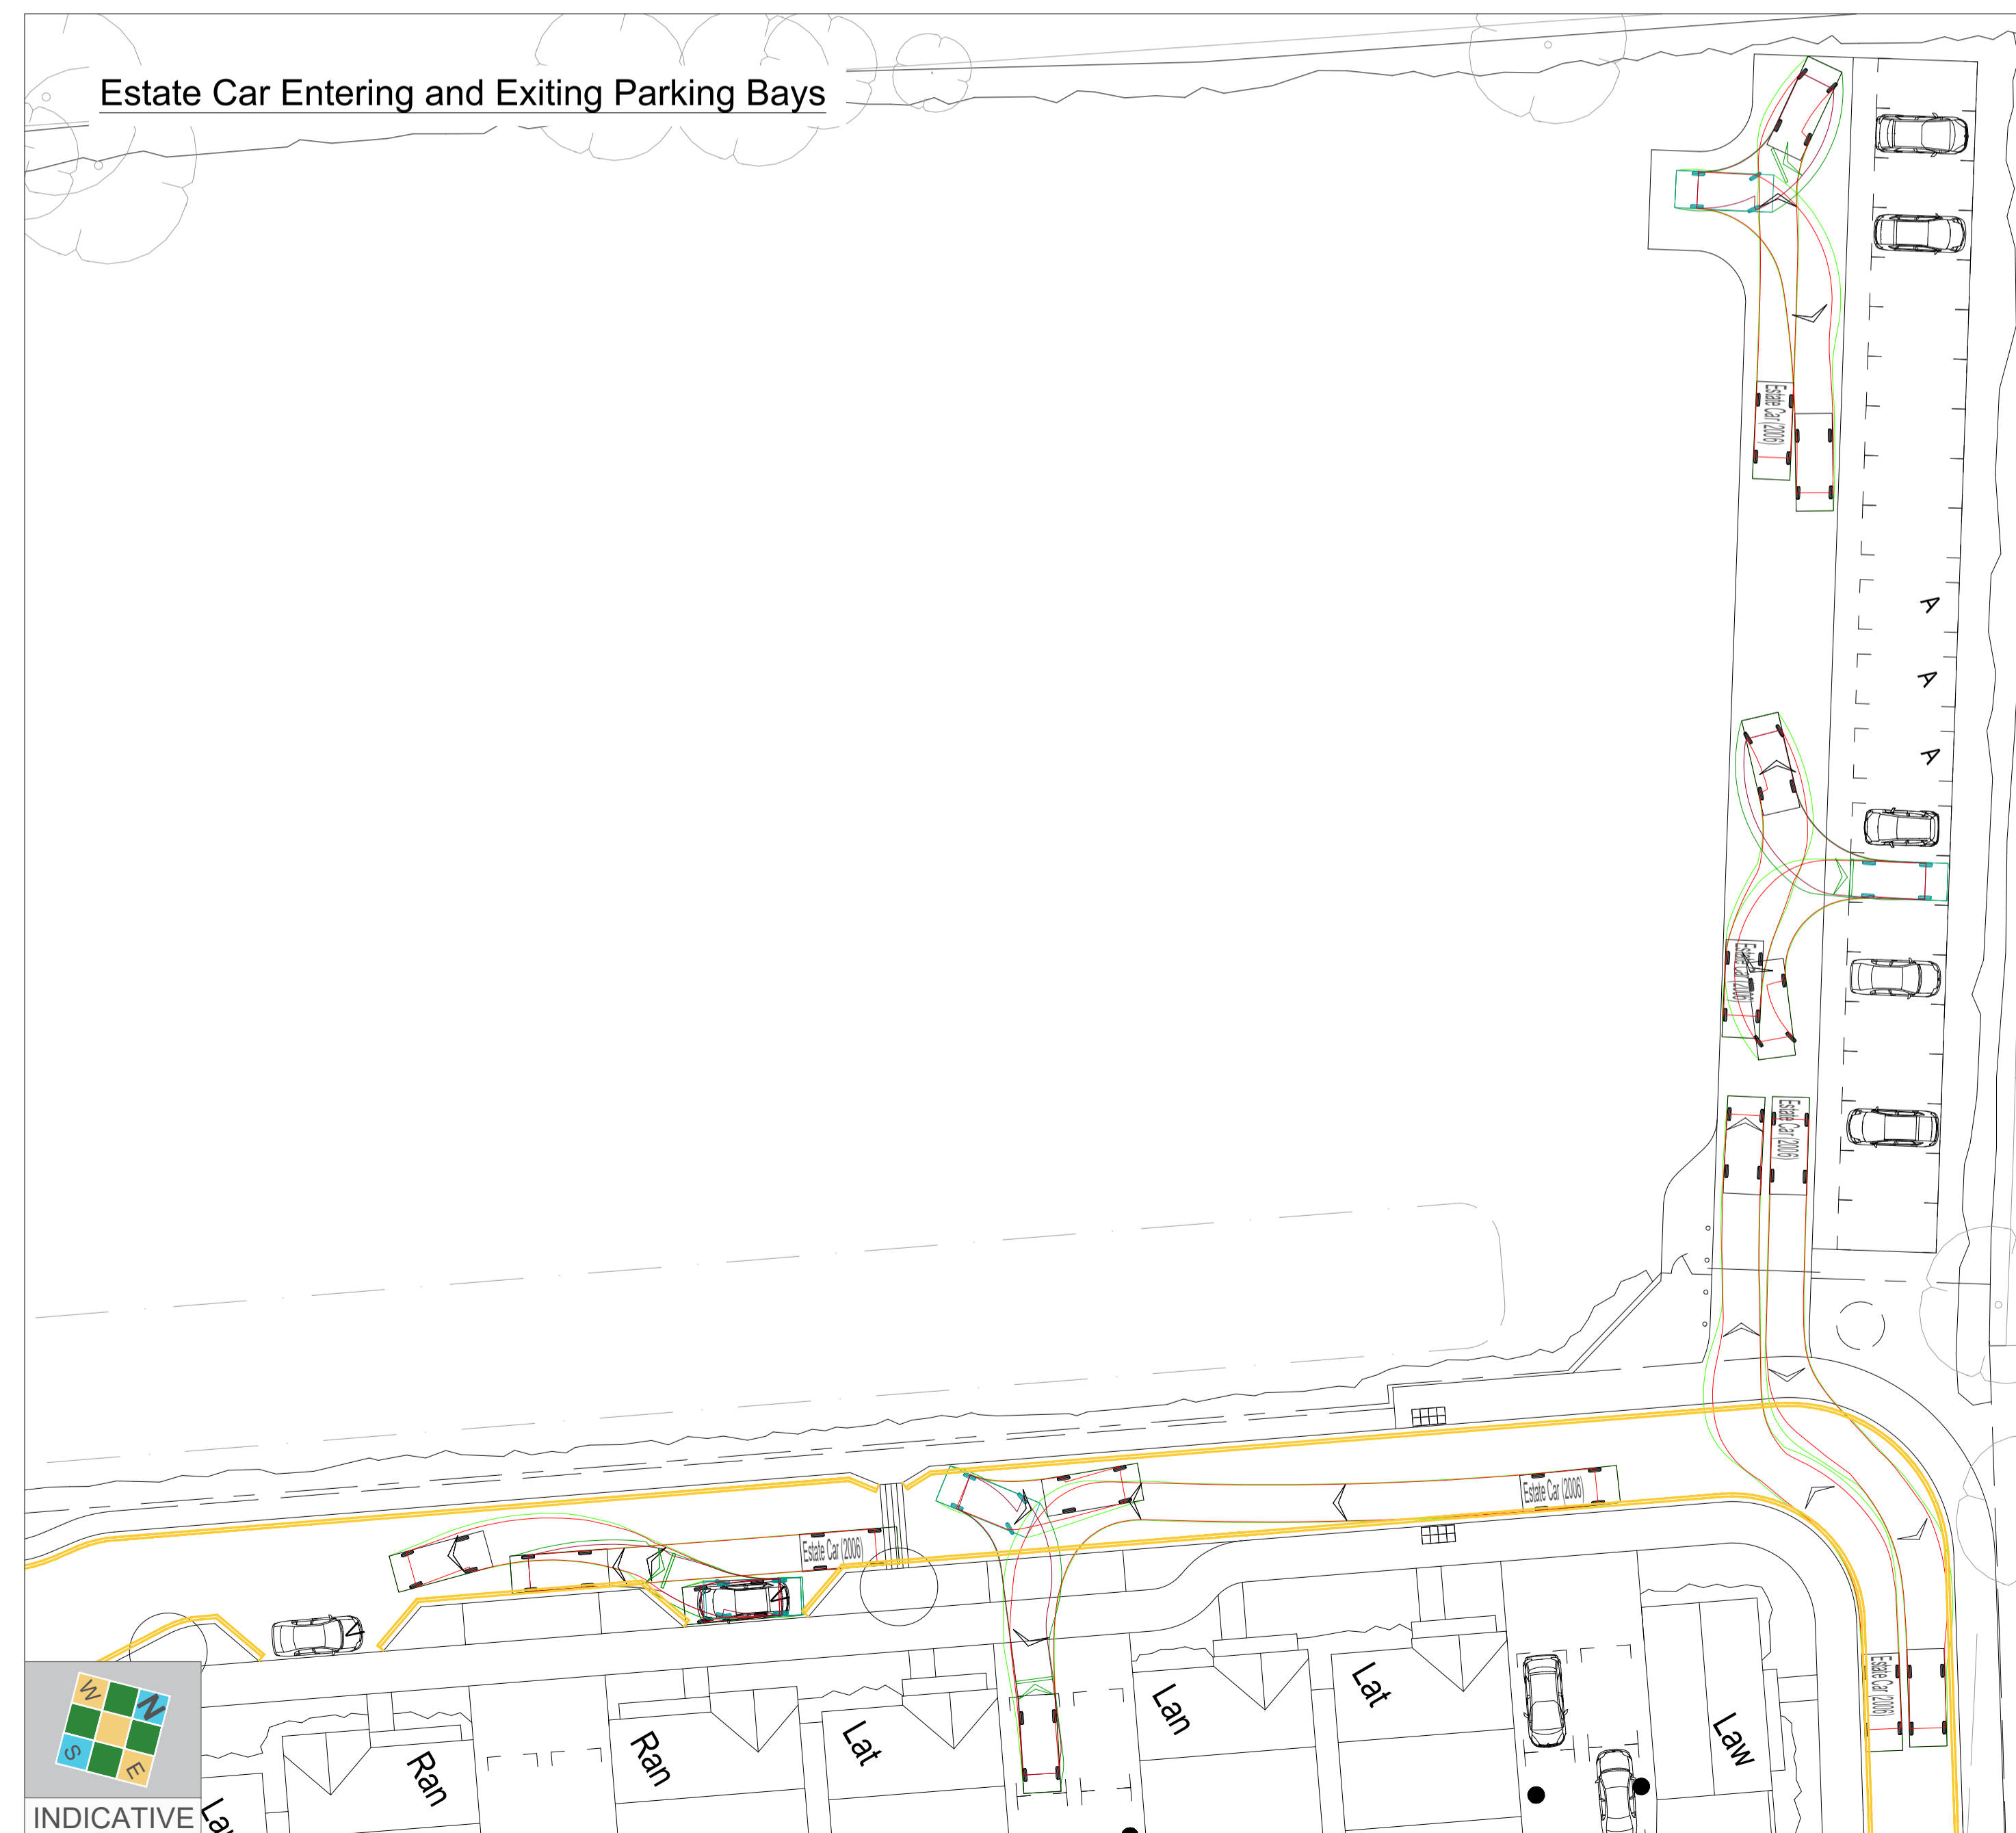 Estate Car Entering and Exiting Parking Bays
Estate Car (2006)
A
A
A
Estate Car (2006)
Estate Car (2006)
Estate Car (2006)
Estate Car (2006)
Estate Car (2006)
V
V
Ran
Ran
Lat
Lan
Lat
Law
W
N
S
E
INDICATIVE